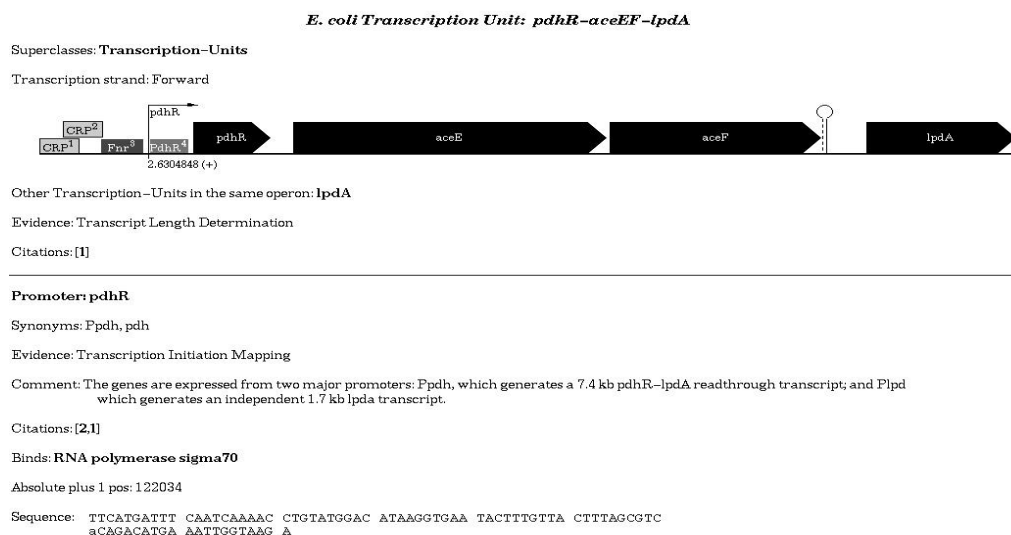 E. coli Transcription Unit: pdhR-aceEF-lpdA
Superclasses: Transcription-Units
Transcription strand: Forward
pdhR
CRP2
CRP1 Fnr3 PdhR4 pdhR aceE aceF lpdA
2.6304848 (+)
Other Transcription-Units in the same operon: lpdA
Evidence: Transcript Length Determination
Citations: [1]
Promoter: pdhR
Synonyms: Ppdh, pdh
Evidence: Transcription Initiation Mapping
Comment: The genes are expressed from two major promoters: Ppdh, which generates a 7.4 kb pdhR-lpdA readthrough transcript; and Plpd
which generates an independent 1.7 kb lpda transcript.
Citations: [2,1]
Binds: RNA polymerase sigma70
Absolute plus 1 pos: 122034
Sequence: TTCATGATTT CAATCAAAAC CTGTATGGAC ATAAGGTGAA TACTTTGTTA CTTTAGCGTC
aCAGACATGA AATTGGTAAG A